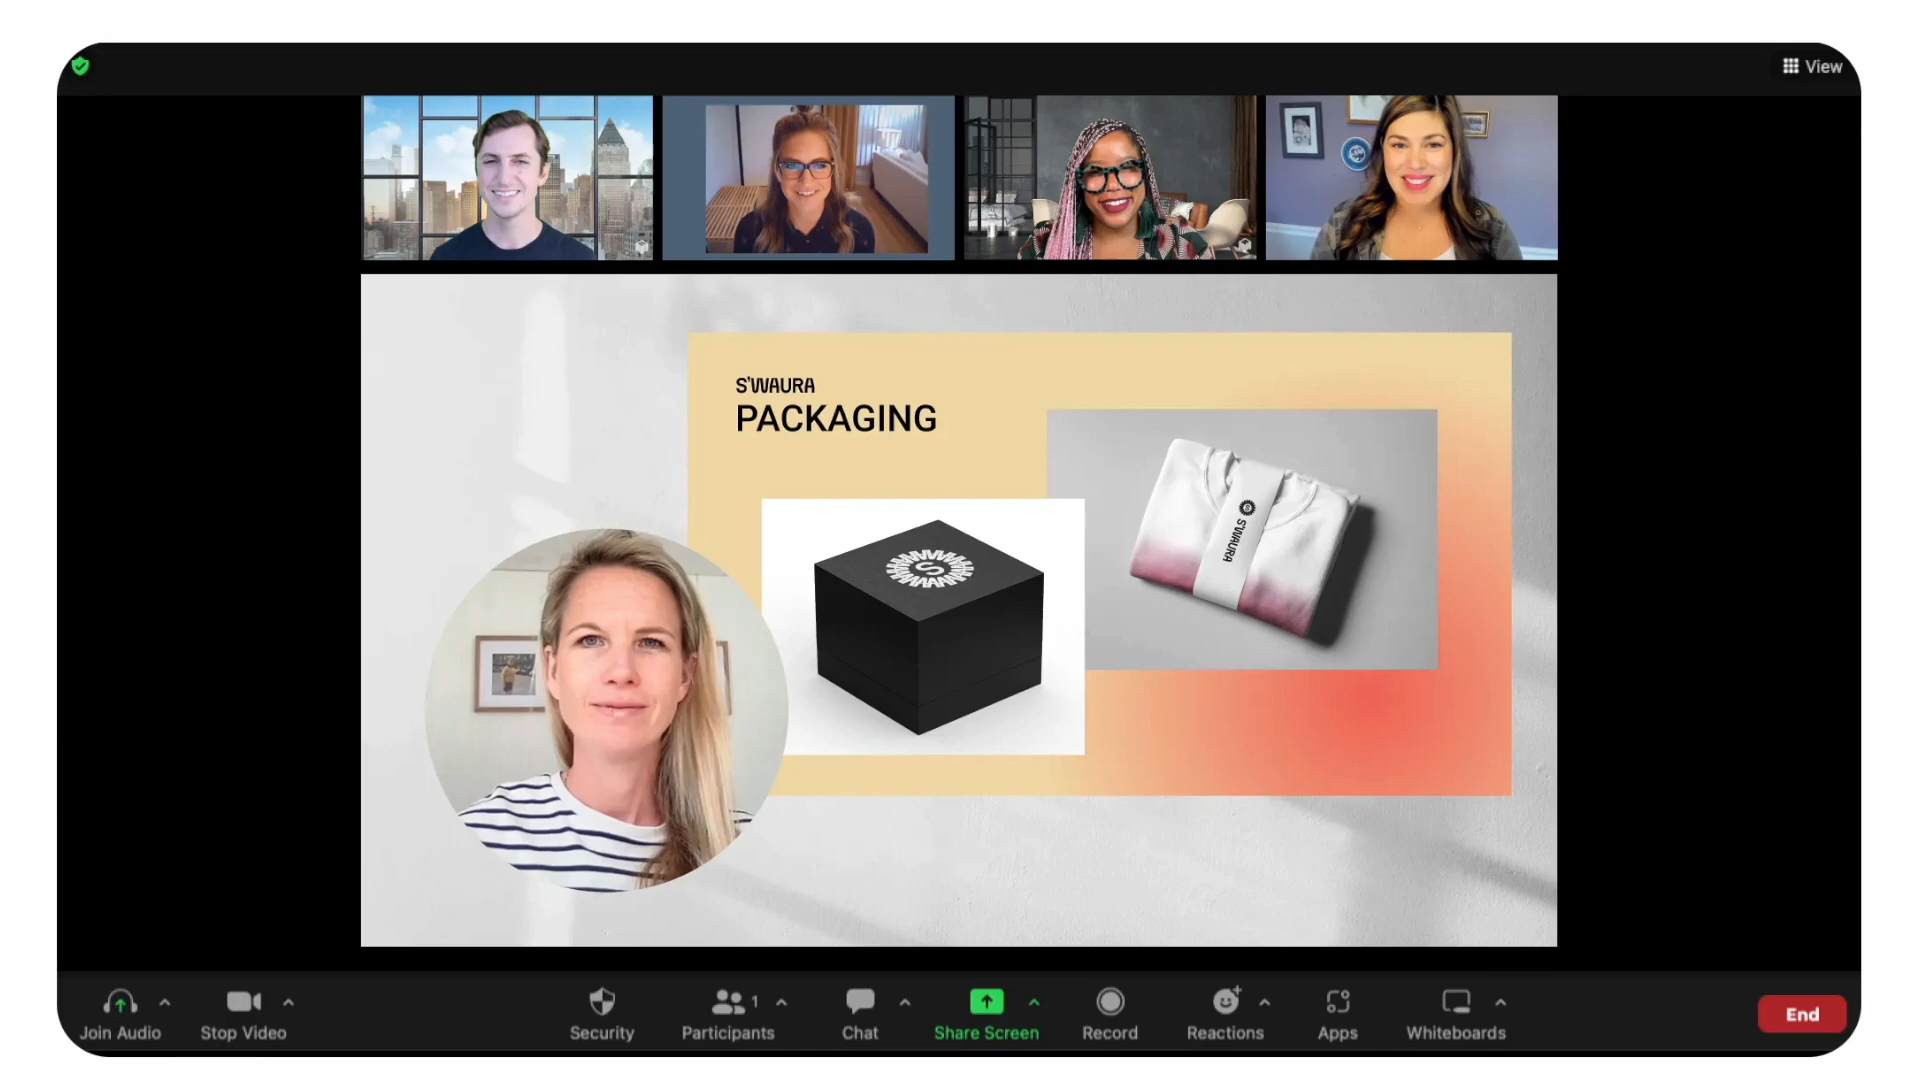 View
S'WAURA
PACKAGING
S
S S'WAURA
Join Audio
Stop Video
Security
1
Participants
Chat
Share Screen
Record
Reactions
Apps
Whiteboards
End